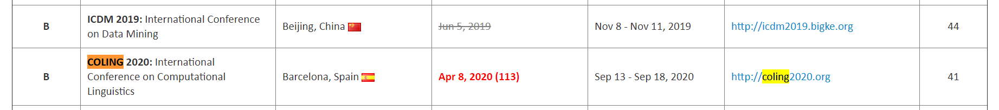 B
ICDM 2019: International Conference
on Data Mining
Beijing, China
Jun 5, 2019
Nov 8 - Nov 11, 2019
http://icdm2019.bigke.org
44
B
COLING 2020: International
Conference on Computational
Linguistics
Barcelona, Spain
Apr 8, 2020 (113)
Sep 13 - Sep 18, 2020
http://coling2020.org
41